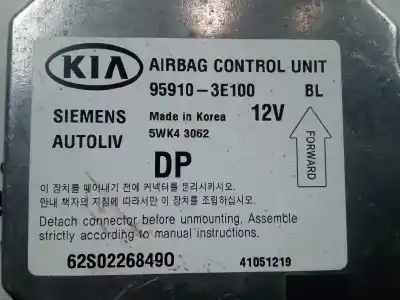 KIA AIRBAG CONTROL UNIT
95910-3E100 BL
SIEMENS Made in Korea 12V
AUTOLIV 5WK4 3062
FORWARD
DP
이 장치를 떼어내기 전에 커넥터를 분리시키시오.
안내 책자의 지침에 따라서만 이 장치를 조립하십시오.
Detach connector before unmounting. Assemble
strictly according to manual instructions.
62S02268490 41051219